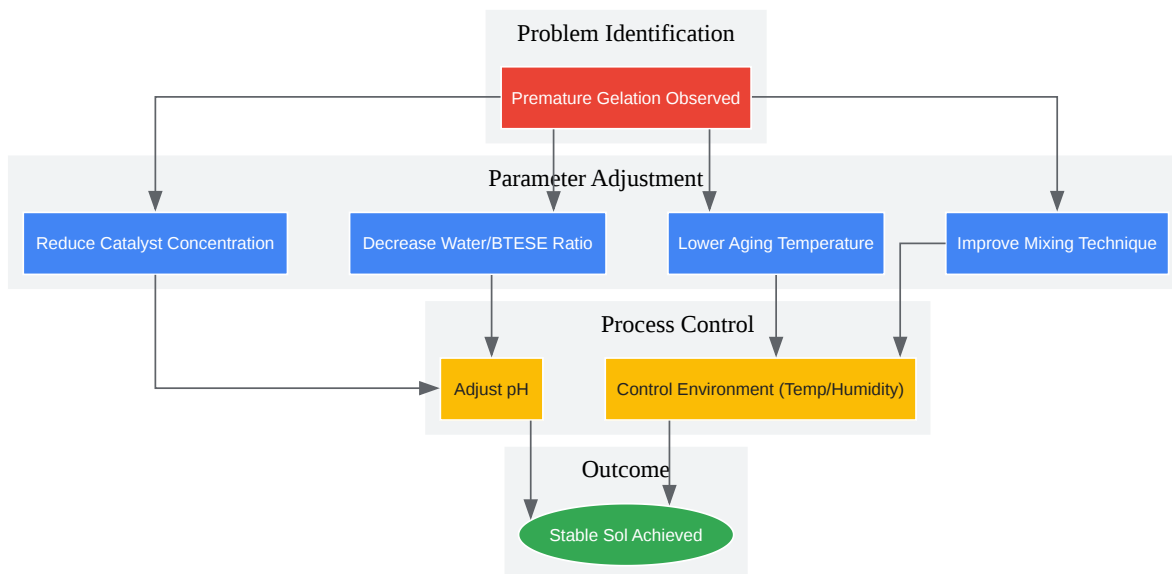 Problem Identification
Premature Gelation Observed
Parameter Adjustment
Reduce Catalyst Concentration
Decrease Water/BTESE Ratio
Lower Aging Temperature
Improve Mixing Technique
Process Control
Adjust pH
Control Environment (Temp/Humidity)
Outcome
Stable Sol Achieved